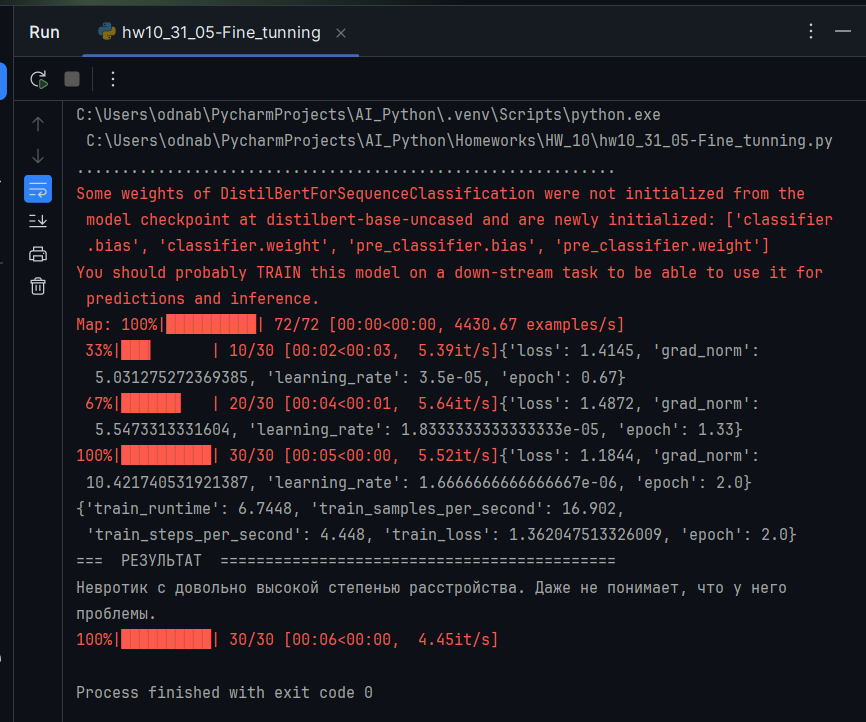 Run
hw10_31_05-Fine_tunning
C:\Users\odnab\PycharmProjects\AI_Python\.venv\Scripts\python.exe
C:\Users\odnab\PycharmProjects\AI_Python\Homeworks\HW_10\hw10_31_05-Fine_tunning.py
............................................................
Some weights of DistilBertForSequenceClassification were not initialized from the
model checkpoint at distilbert-base-uncased and are newly initialized: ['classifier
.bias', 'classifier.weight', 'pre_classifier.bias', 'pre_classifier.weight']
You should probably TRAIN this model on a down-stream task to be able to use it for
predictions and inference.
Map: 100%|██████████| 72/72 [00:00<00:00, 4430.67 examples/s]
33%|███▎      | 10/30 [00:02<00:03,  5.39it/s]{'loss': 1.4145, 'grad_norm':
5.031275272369385, 'learning_rate': 3.5e-05, 'epoch': 0.67}
67%|██████▋   | 20/30 [00:04<00:01,  5.64it/s]{'loss': 1.4872, 'grad_norm':
5.5473313331604, 'learning_rate': 1.8333333333333333e-05, 'epoch': 1.33}
100%|██████████| 30/30 [00:05<00:00,  5.52it/s]{'loss': 1.1844, 'grad_norm':
10.421740531921387, 'learning_rate': 1.6666666666666667e-06, 'epoch': 2.0}
{'train_runtime': 6.7448, 'train_samples_per_second': 16.902,
'train_steps_per_second': 4.448, 'train_loss': 1.362047513326009, 'epoch': 2.0}
===  РЕЗУЛЬТАТ  ============================================
Невротик с довольно высокой степенью расстройства. Даже не понимает, что у него
проблемы.
100%|██████████| 30/30 [00:06<00:00,  4.45it/s]
Process finished with exit code 0